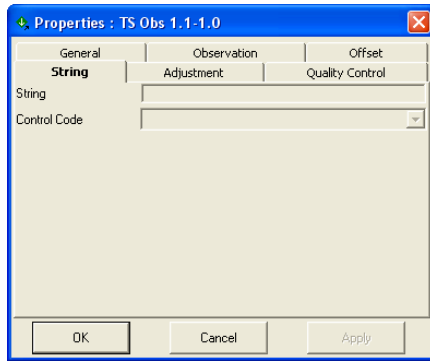 Properties : TS Obs 1.1-1.0
General Observation Offset
String Adjustment Quality Control
String
Control Code
OK Cancel Apply